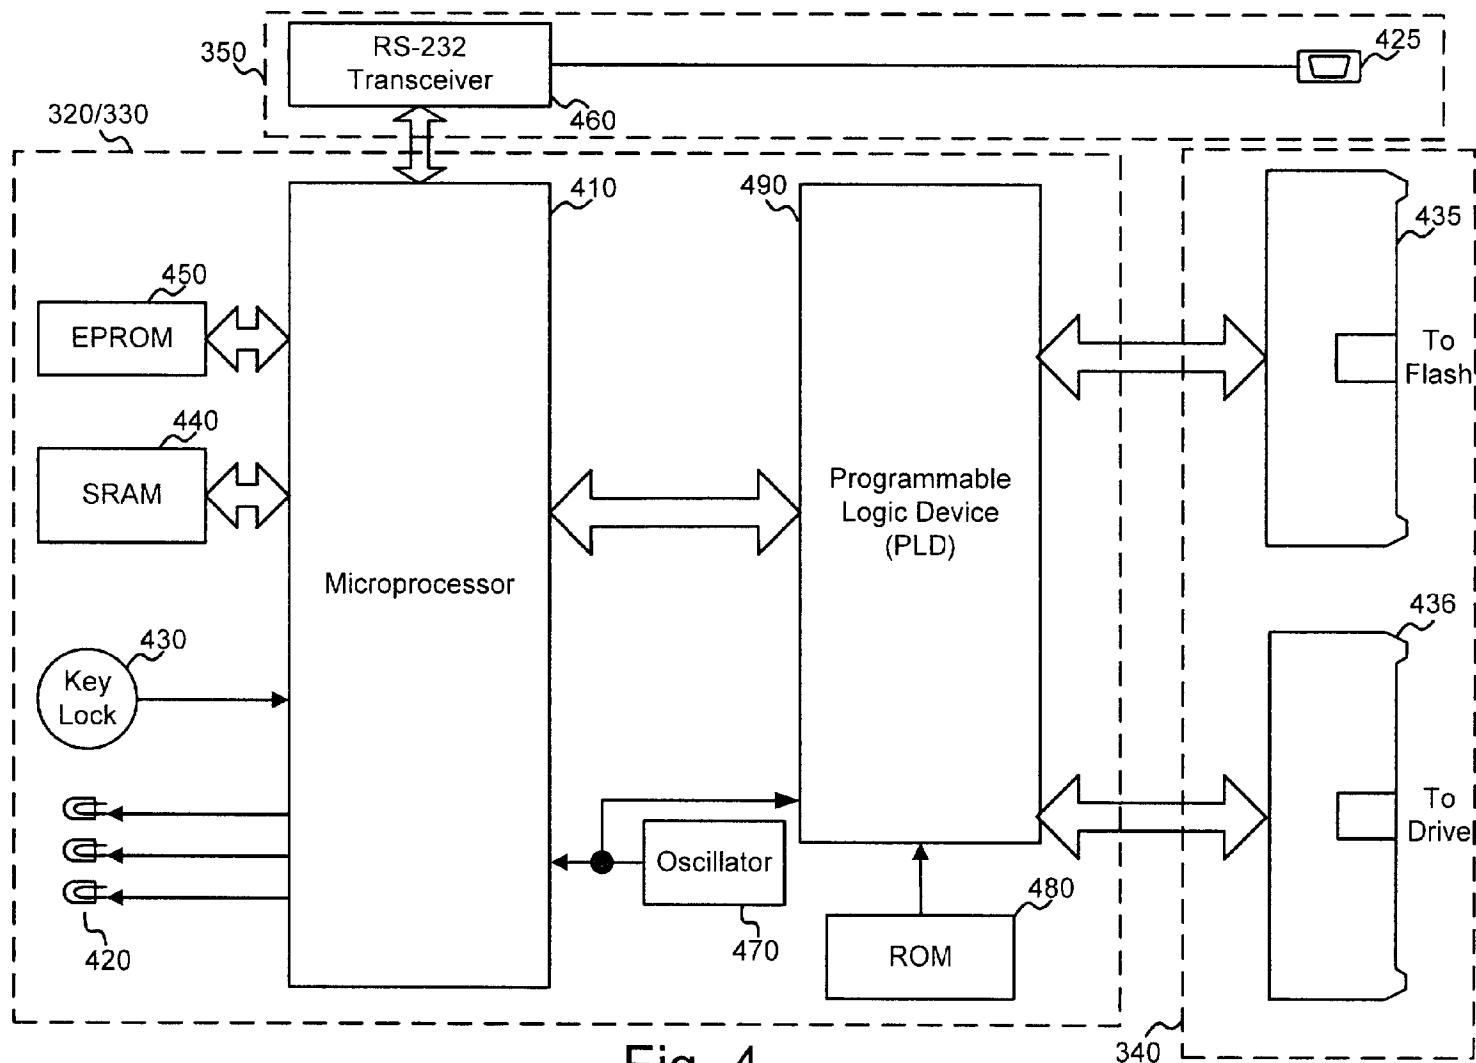 350
RS-232
Transceiver
460
425
320/330
410
490
435
450
EPROM
To
Flash
440
SRAM
Programmable
Logic Device
(PLD)
Microprocessor
430
Key
Lock
436
To
Drive
Oscillator
470
480
ROM
420
340
Fig. 4